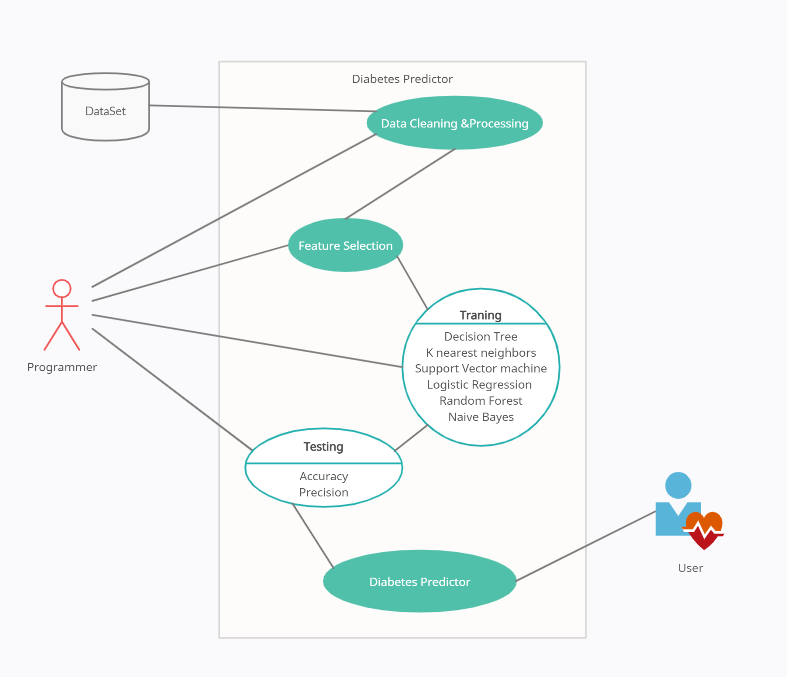 Diabetes Predictor
DataSet
Data Cleaning &Processing
Feature Selection
Programmer
Traning
Decision Tree
K nearest neighbors
Support Vector machine
Logistic Regression
Random Forest
Naive Bayes
Testing
Accuracy
Precision
Diabetes Predictor
User